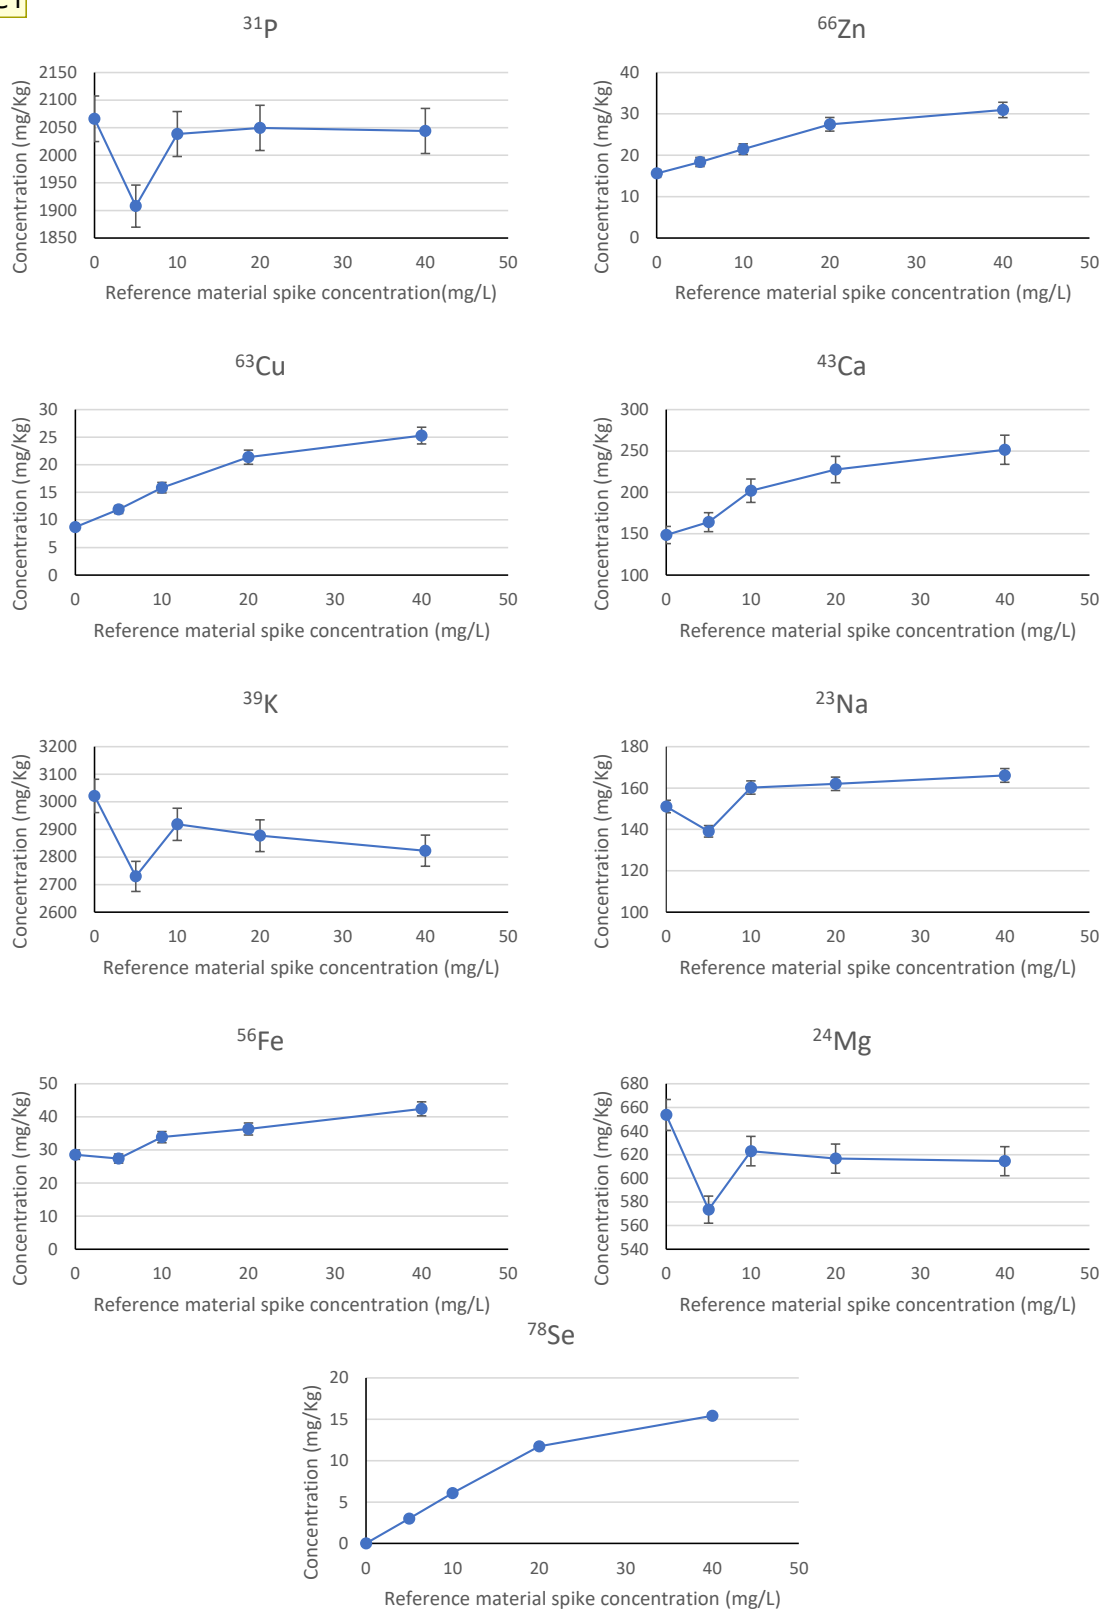 ³¹P
Concentration (mg/Kg)
2150
2100
2050
2000
1950
1900
1850
0 10 20 30 40 50
Reference material spike concentration(mg/L)
⁶⁶Zn
Concentration (mg/Kg)
40
30
20
10
0
0 10 20 30 40 50
Reference material spike concentration (mg/L)
⁶³Cu
Concentration (mg/Kg)
30
25
20
15
10
5
0
0 10 20 30 40 50
Reference material spike concentration (mg/L)
⁴³Ca
Concentration (mg/Kg)
300
250
200
150
100
0 10 20 30 40 50
Reference material spike concentration (mg/L)
³⁹K
Concentration (mg/Kg)
3200
3100
3000
2900
2800
2700
2600
0 10 20 30 40 50
Reference material spike concentration (mg/L)
²³Na
Concentration (mg/Kg)
180
160
140
120
100
0 10 20 30 40 50
Reference material spike concentration (mg/L)
⁵⁶Fe
Concentration (mg/Kg)
50
40
30
20
10
0
0 10 20 30 40 50
Reference material spike concentration (mg/L)
²⁴Mg
Concentration (mg/Kg)
680
660
640
620
600
580
560
540
0 10 20 30 40 50
Reference material spike concentration (mg/L)
⁷⁸Se
Concentration (mg/Kg)
20
15
10
5
0
0 10 20 30 40 50
Reference material spike concentration (mg/L)